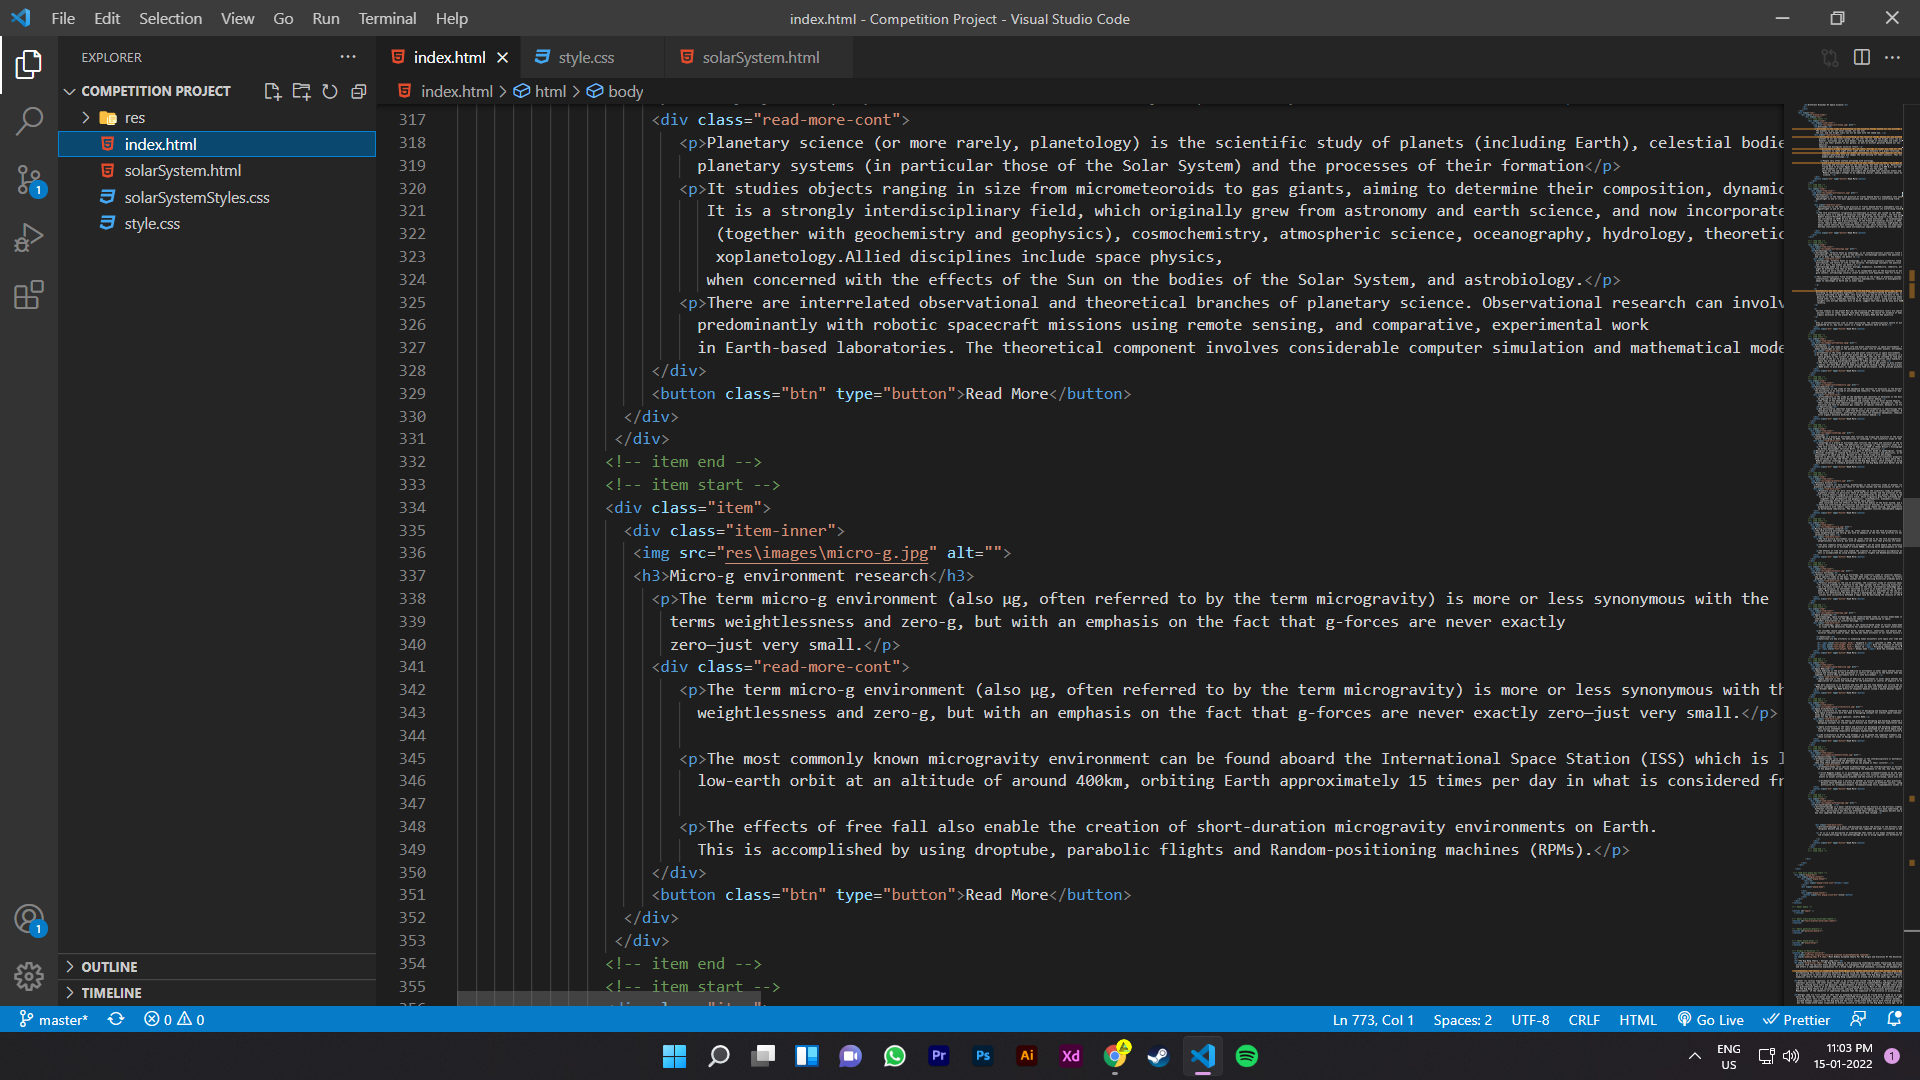 File Edit Selection View Go Run Terminal Help
index.html - Competition Project - Visual Studio Code
EXPLORER
COMPETITION PROJECT
res
index.html
solarSystem.html
solarSystemStyles.css
style.css
OUTLINE
TIMELINE
index.html style.css solarSystem.html
index.html > html > body
317 <div class="read-more-cont">
318 <p>Planetary science (or more rarely, planetology) is the scientific study of planets (including Earth), celestial bodie
319 planetary systems (in particular those of the Solar System) and the processes of their formation</p>
320 <p>It studies objects ranging in size from micrometeoroids to gas giants, aiming to determine their composition, dynamic
321 It is a strongly interdisciplinary field, which originally grew from astronomy and earth science, and now incorporate
322 (together with geochemistry and geophysics), cosmochemistry, atmospheric science, oceanography, hydrology, theoretic
323 xoplanetology.Allied disciplines include space physics,
324 when concerned with the effects of the Sun on the bodies of the Solar System, and astrobiology.</p>
325 <p>There are interrelated observational and theoretical branches of planetary science. Observational research can involv
326 predominantly with robotic spacecraft missions using remote sensing, and comparative, experimental work
327 in Earth-based laboratories. The theoretical component involves considerable computer simulation and mathematical mode
328 </div>
329 <button class="btn" type="button">Read More</button>
330 </div>
331 </div>
332 <!-- item end -->
333 <!-- item start -->
334 <div class="item">
335 <div class="item-inner">
336 <img src="res\images\micro-g.jpg" alt="">
337 <h3>Micro-g environment research</h3>
338 <p>The term micro-g environment (also μg, often referred to by the term microgravity) is more or less synonymous with the
339 terms weightlessness and zero-g, but with an emphasis on the fact that g-forces are never exactly
340 zero—just very small.</p>
341 <div class="read-more-cont">
342 <p>The term micro-g environment (also μg, often referred to by the term microgravity) is more or less synonymous with th
343 weightlessness and zero-g, but with an emphasis on the fact that g-forces are never exactly zero—just very small.</p>
344
345 <p>The most commonly known microgravity environment can be found aboard the International Space Station (ISS) which is l
346 low-earth orbit at an altitude of around 400km, orbiting Earth approximately 15 times per day in what is considered fr
347
348 <p>The effects of free fall also enable the creation of short-duration microgravity environments on Earth.
349 This is accomplished by using droptube, parabolic flights and Random-positioning machines (RPMs).</p>
350 </div>
351 <button class="btn" type="button">Read More</button>
352 </div>
353 </div>
354 <!-- item end -->
355 <!-- item start -->
master* 0 0 Ln 773, Col 1 Spaces: 2 UTF-8 CRLF HTML Go Live Prettier
Pr Ps Ai Xd
ENG
US
11:03 PM
15-01-2022
1
1
1